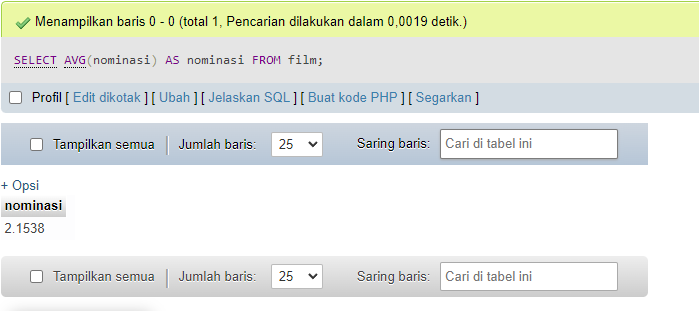 Menampilkan baris 0 - 0 (total 1, Pencarian dilakukan dalam 0,0019 detik.)
SELECT AVG(nominasi) AS nominasi FROM film;
Profil [ Edit dikotak ] [ Ubah ] [ Jelaskan SQL ] [ Buat kode PHP ] [ Segarkan ]
Tampilkan semua | Jumlah baris: 25 Saring baris: Cari di tabel ini
+ Opsi
nominasi
2.1538
Tampilkan semua | Jumlah baris: 25 Saring baris: Cari di tabel ini